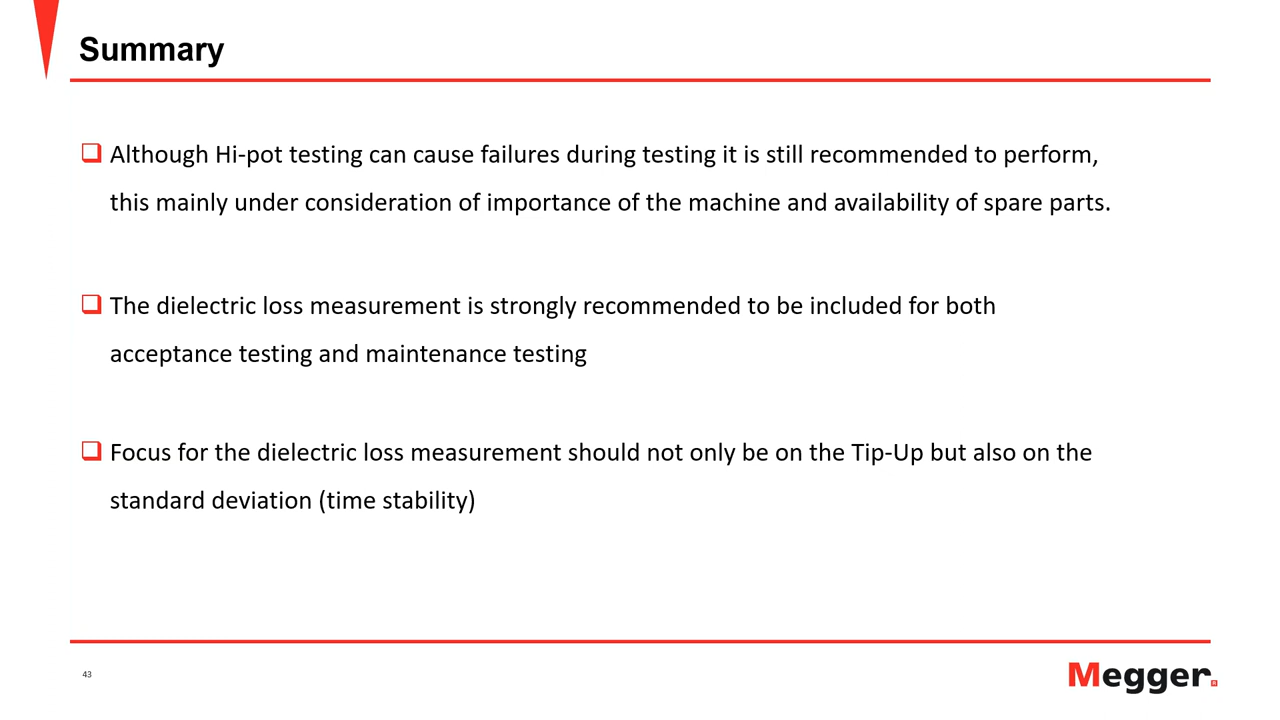 Summary
Although Hi-pot testing can cause failures during testing it is still recommended to perform,
this mainly under consideration of importance of the machine and availability of spare parts.
The dielectric loss measurement is strongly recommended to be included for both
acceptance testing and maintenance testing
Focus for the dielectric loss measurement should not only be on the Tip-Up but also on the
standard deviation (time stability)
43
Megger.